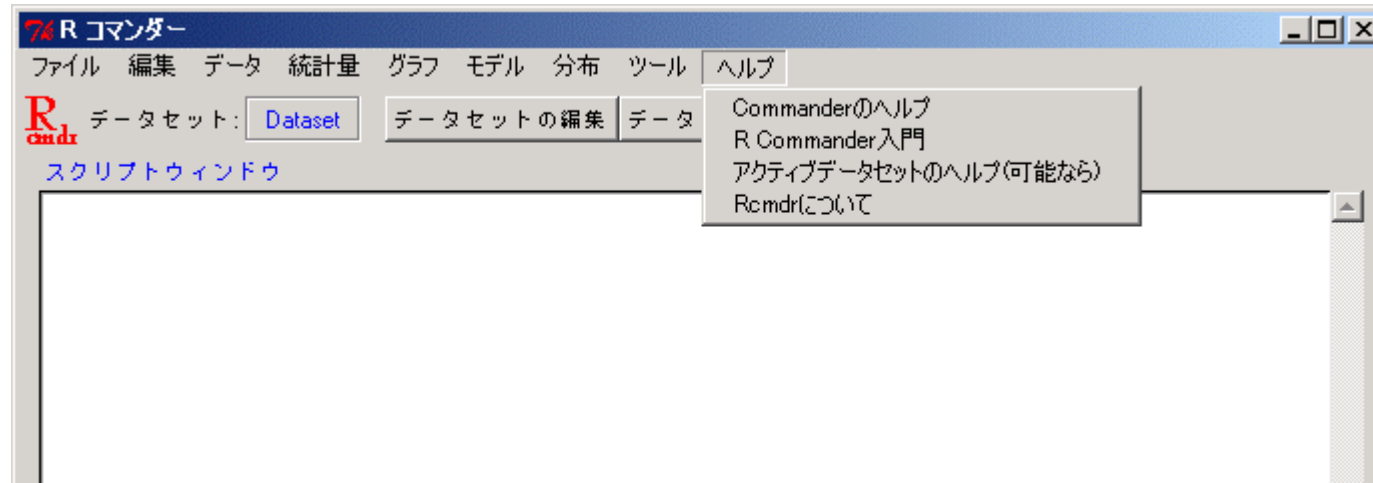 R コマンダー
ファイル 編集 データ 統計量 グラフ モデル 分布 ツール ヘルプ
R cmdr データセット: Dataset データセットの編集 データ
Commanderのヘルプ
R Commander入門
アクティブデータセットのヘルプ(可能なら)
Rcmdrについて
スクリプトウィンドウ